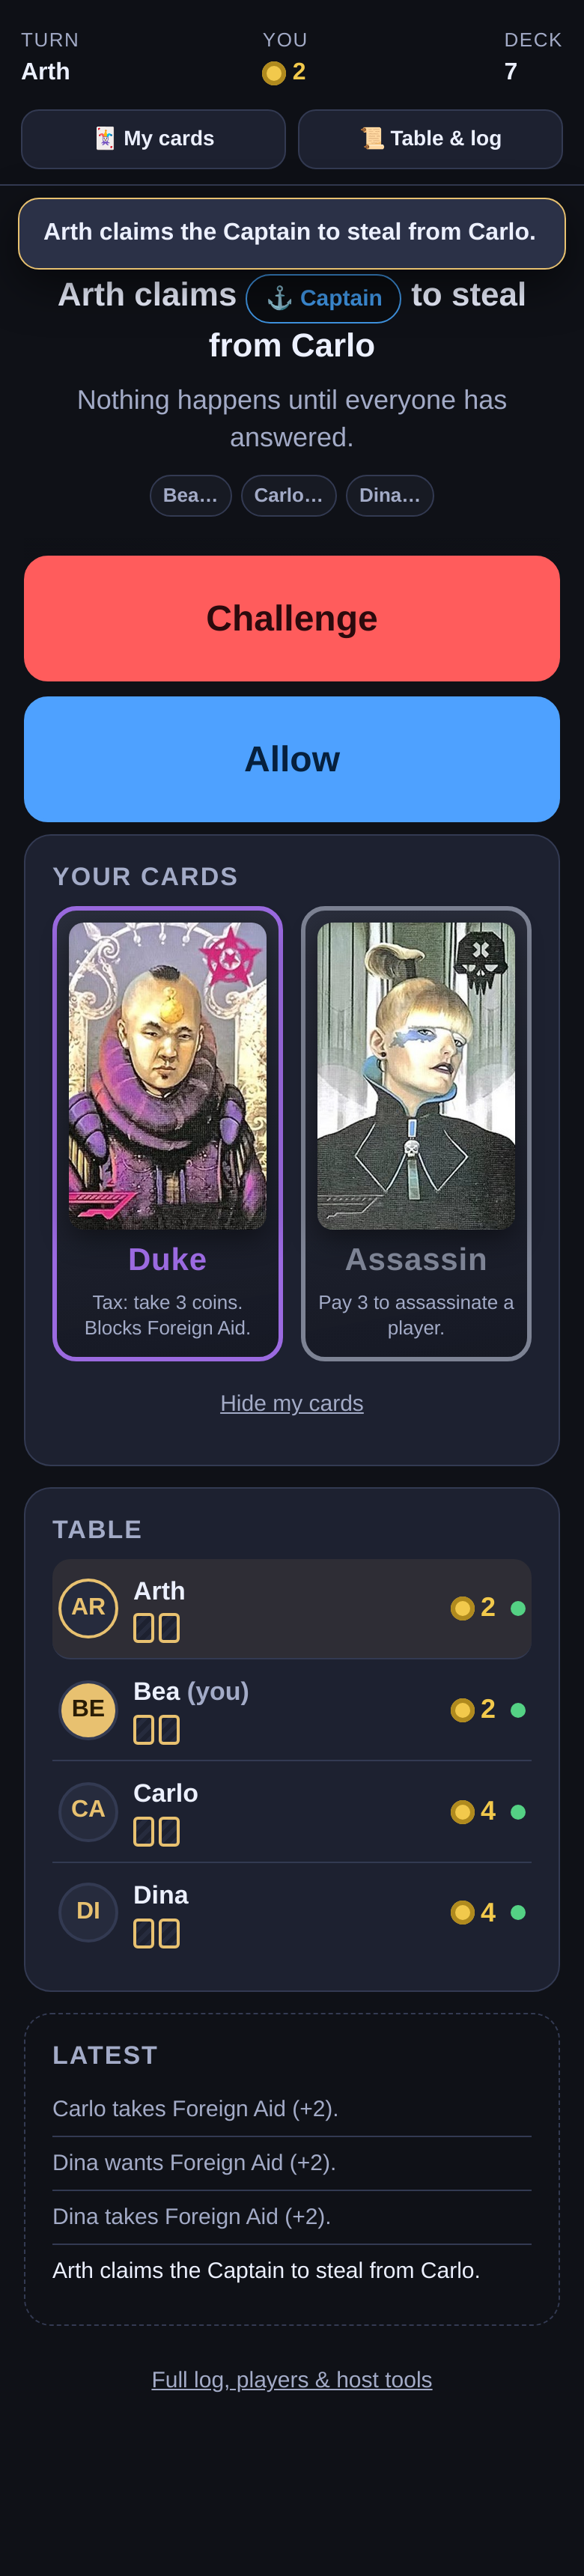 TURN
YOU
DECK
Arth
2
7
🃏 My cards
📜 Table & log
Arth claims the Captain to steal from Carlo.
Arth claims ⚓ Captain to steal
from Carlo
Nothing happens until everyone has
answered.
Bea…
Carlo…
Dina…
Challenge
Allow
YOUR CARDS
Duke
Tax: take 3 coins.
Blocks Foreign Aid.
Assassin
Pay 3 to assassinate a
player.
Hide my cards
TABLE
AR
Arth
2
BE
Bea (you)
2
CA
Carlo
4
DI
Dina
4
LATEST
Carlo takes Foreign Aid (+2).
Dina wants Foreign Aid (+2).
Dina takes Foreign Aid (+2).
Arth claims the Captain to steal from Carlo.
Full log, players & host tools